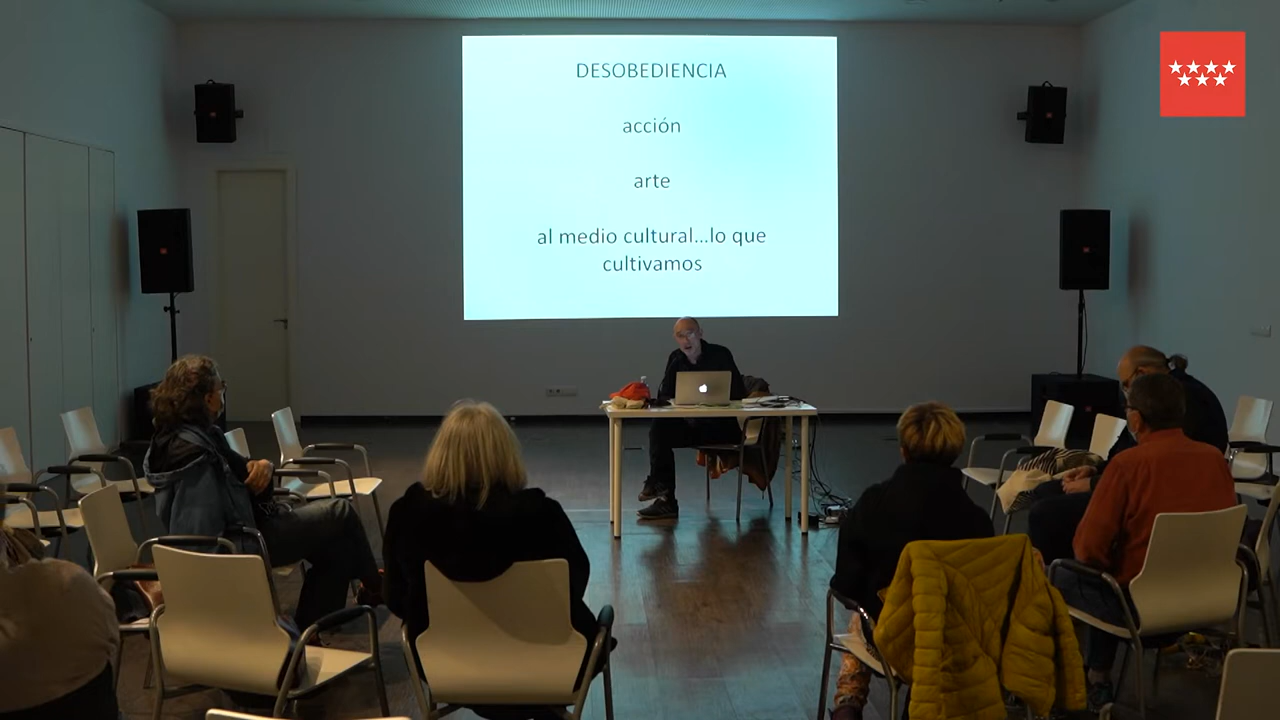 DESOBEDIENCIA
acción
arte
al medio cultural...lo que
cultivamos